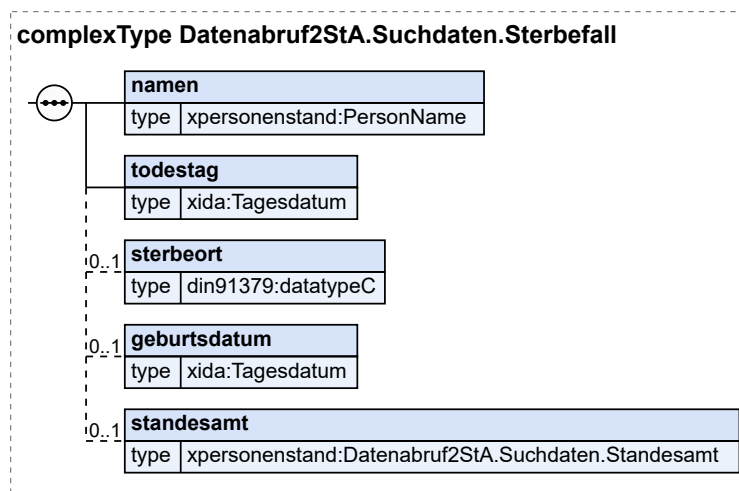 complexType Datenabruf2StA.Suchdaten.Sterbefall
namen
type xpersonenstand:PersonName
todestag
type xida:Tagesdatum
0..1 sterbeort
type din91379:datatypeC
0..1 geburtsdatum
type xida:Tagesdatum
0..1 standesamt
type xpersonenstand:Datenabruf2StA.Suchdaten.Standesamt